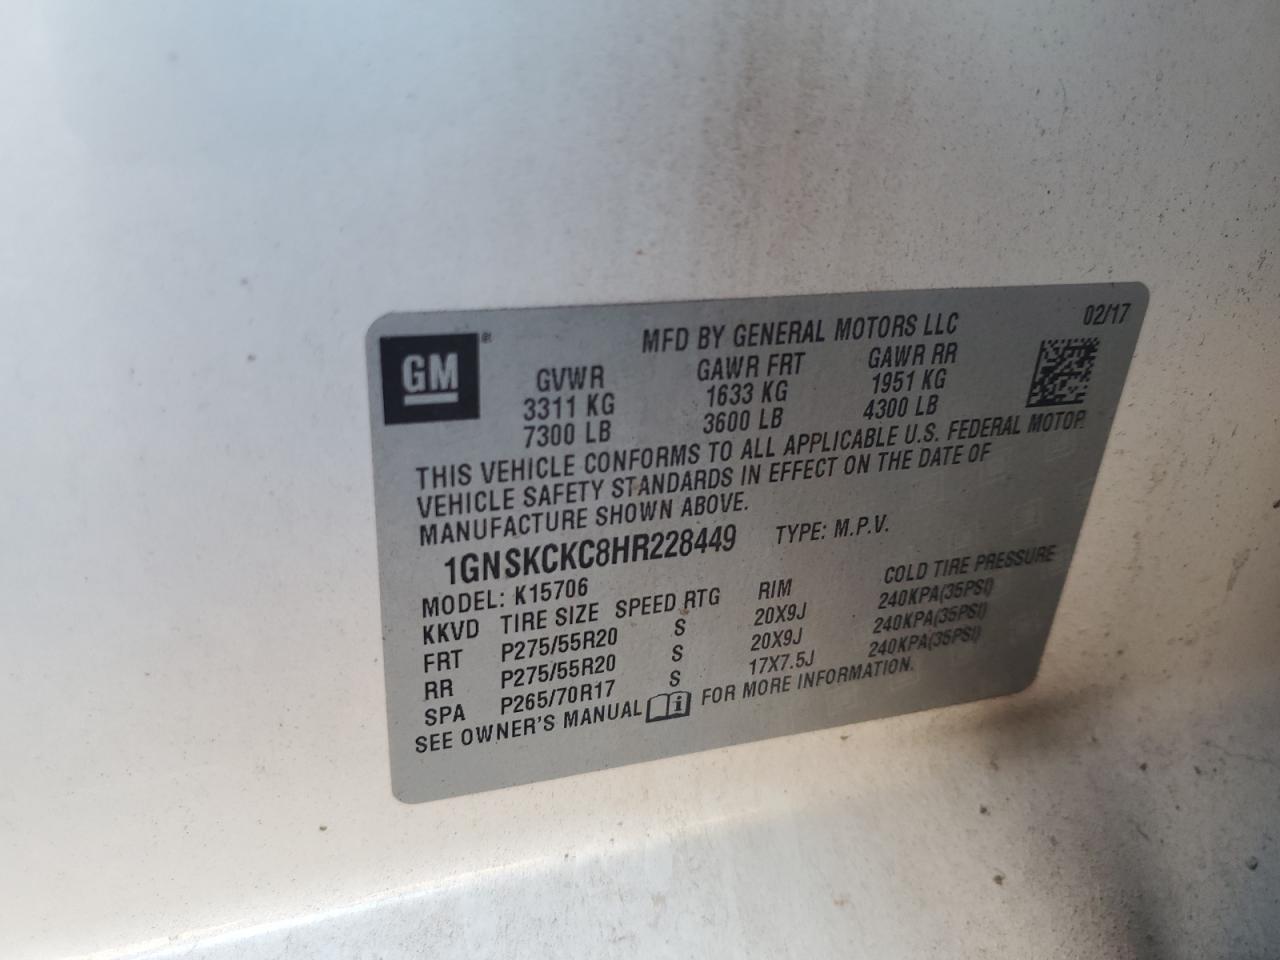 GM®
MFD BY GENERAL MOTORS LLC
02/17
GVWR GAWR FRT GAWR RR
3311 KG 1633 KG 1951 KG
7300 LB 3600 LB 4300 LB
THIS VEHICLE CONFORMS TO ALL APPLICABLE U.S. FEDERAL MOTOR
VEHICLE SAFETY STANDARDS IN EFFECT ON THE DATE OF
MANUFACTURE SHOWN ABOVE.
1GNSKCKC8HR228449 TYPE: M.P.V.
MODEL: K15706
KKVD TIRE SIZE SPEED RTG RIM COLD TIRE PRESSURE
FRT P275/55R20 S 20X9J 240KPA(35PSI)
RR P275/55R20 S 20X9J 240KPA(35PSI)
SPA P265/70R17 S 17X7.5J 240KPA(35PSI)
SEE OWNER'S MANUAL i FOR MORE INFORMATION.